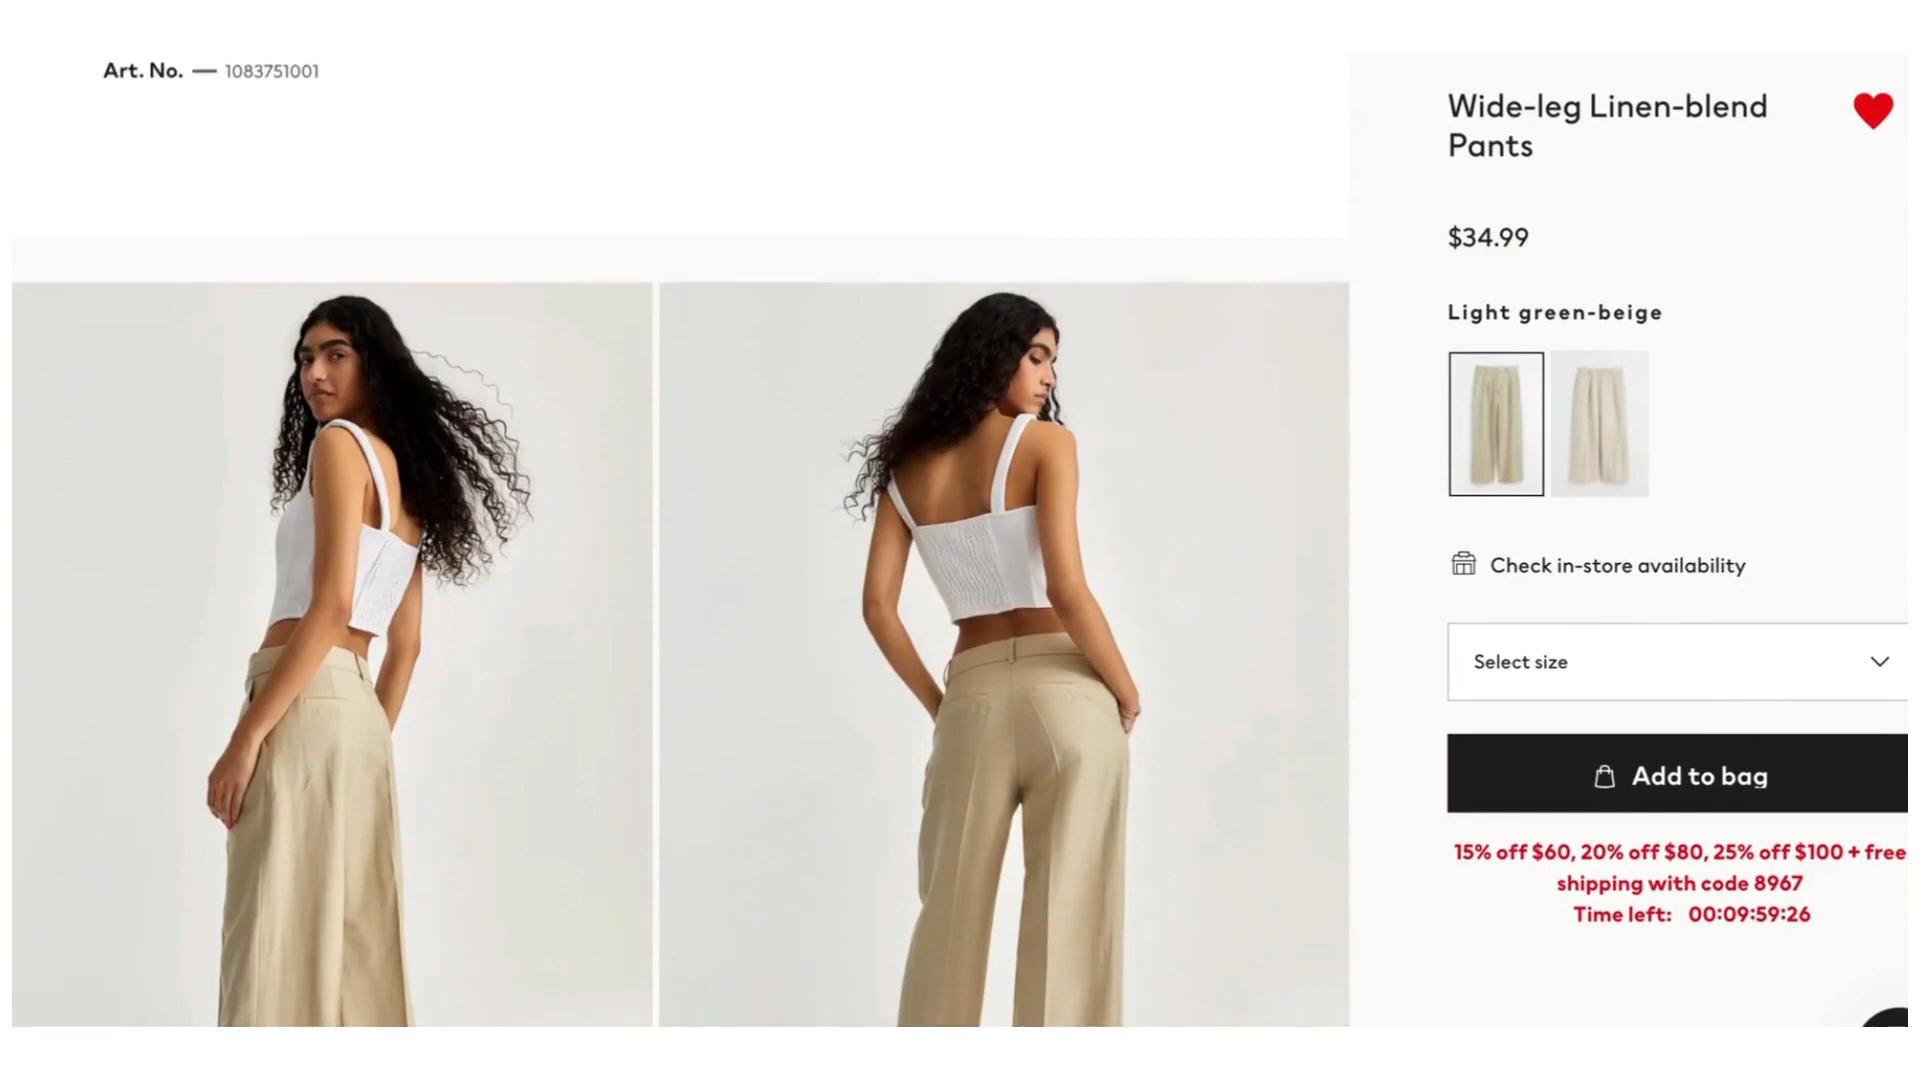 Art. No. — 1083751001
Wide-leg Linen-blend
Pants
$34.99
Light green-beige
Check in-store availability
Select size
Add to bag
15% off $60, 20% off $80, 25% off $100 + free
shipping with code 8967
Time left: 00:09:59:26